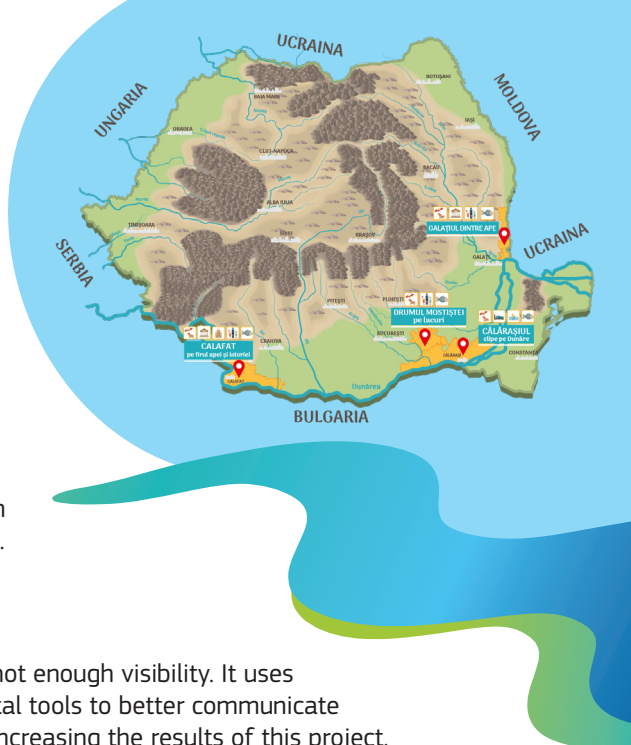 UCRAINA
UNGARIA
MOLDOVA
BOTOȘANI
BAIA MARE
ORADEA
IAȘI
CLUJ-NAPOCA
BACĂU
ALBA IULIA
TIMIȘOARA
SIBIU
BRAȘOV
GALAȚIUL DINTRE APE
SERBIA
UCRAINA
GALAȚI
PITEȘTI
PLOIEȘTI
DRUMUL MOSTIȘTEI
pe lacuri
CĂLĂRAȘIUL
clipe pe Dunăre
BUCUREȘTI
CĂLĂRAȘI
CONSTANȚA
CALAFAT
pe firul apei și istoriei
CRAIOVA
CALAFAT
Dunărea
BULGARIA
not enough visibility. It uses
tal tools to better communicate
ncreasing the results of this project.